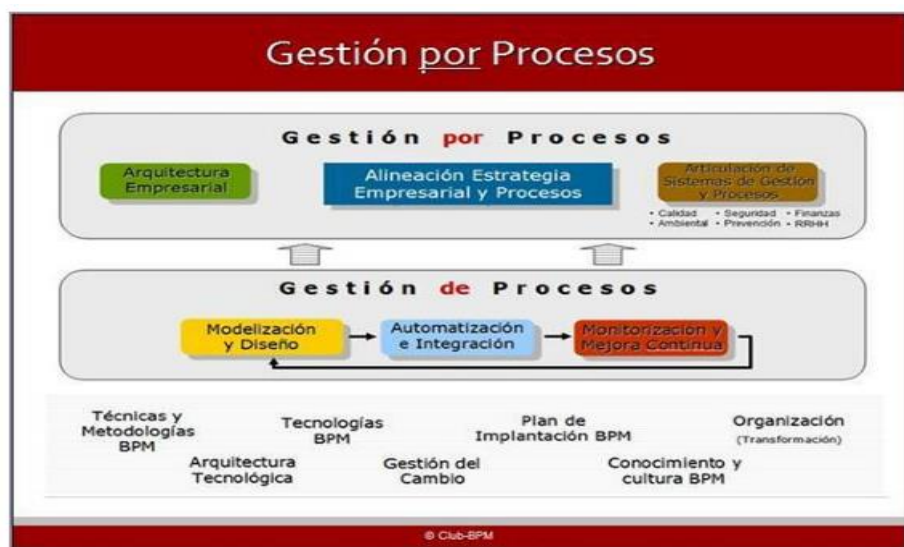 Gestión por Procesos
Gestión por Procesos
Arquitectura
Empresarial
Alineación Estrategia
Empresarial y Procesos
Articulación de
Sistemas de Gestión
y Procesos
• Calidad • Seguridad • Finanzas
• Ambiental • Prevención • RRHH
Gestión de Procesos
Modelización
y Diseño
Automatización
e Integración
Monitorización y
Mejora Continua
Técnicas y
Metodologías
BPM
Tecnologías
BPM
Plan de
Implantación BPM
Organización
(Transformación)
Arquitectura
Tecnológica
Gestión del
Cambio
Conocimiento y
cultura BPM
© Club-BPM